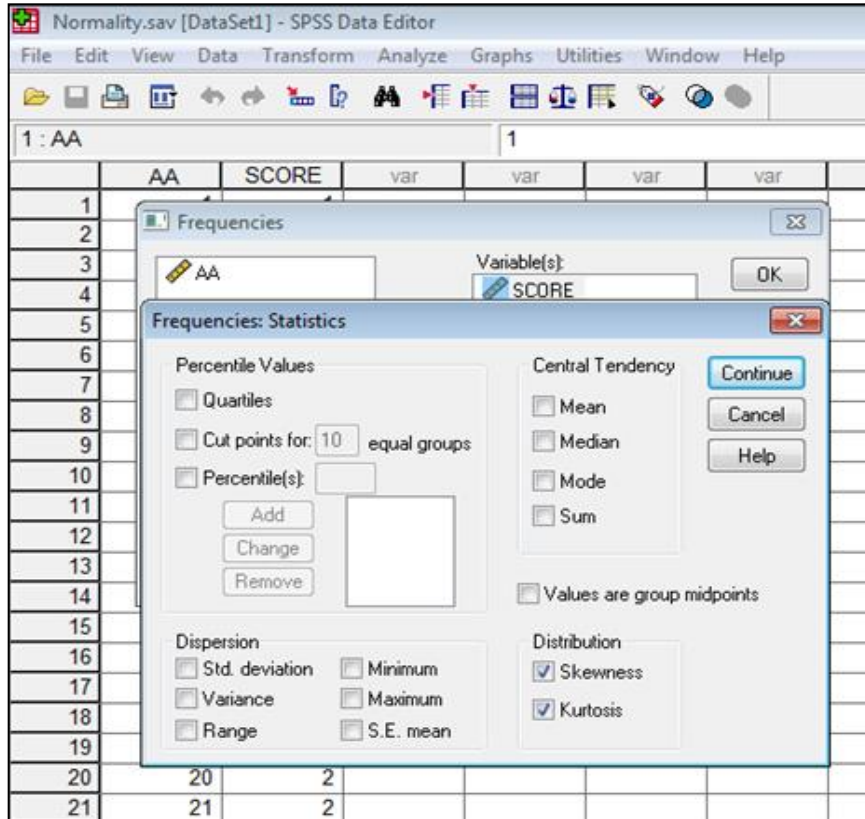 Normality.sav [DataSet1] - SPSS Data Editor
File Edit View Data Transform Analyze Graphs Utilities Window Help
1 : AA 1
AA SCORE var var var var
1
2
3
4
5
6
7
8
9
10
11
12
13
14
15
16
17
18
19
20 20 2
21 21 2
Frequencies
AA
Variable(s):
SCORE
OK
Frequencies: Statistics
Percentile Values
Quartiles
Cut points for: 10 equal groups
Percentile(s):
Add
Change
Remove
Central Tendency
Mean
Median
Mode
Sum
Continue
Cancel
Help
Values are group midpoints
Dispersion
Std. deviation Minimum
Variance Maximum
Range S.E. mean
Distribution
Skewness
Kurtosis